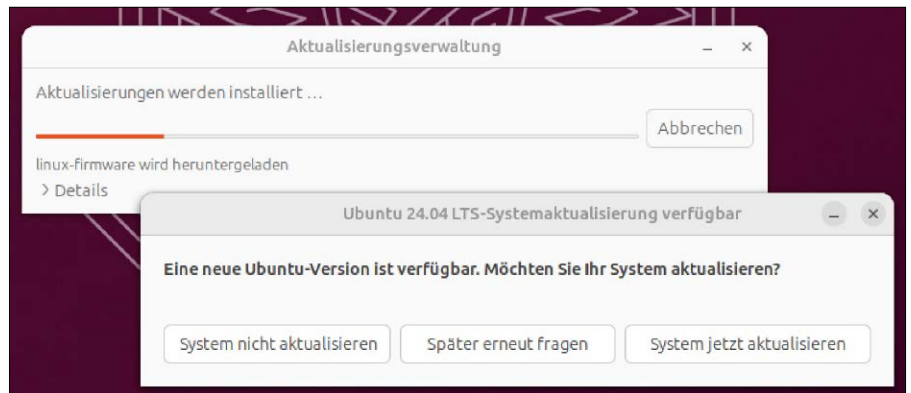 Aktualisierungsverwaltung
Aktualisierungen werden installiert ...
Abbrechen
linux-firmware wird heruntergeladen
Details
Ubuntu 24.04 LTS-Systemaktualisierung verfügbar
Eine neue Ubuntu-Version ist verfügbar. Möchten Sie Ihr System aktualisieren?
System nicht aktualisieren
Später erneut fragen
System jetzt aktualisieren